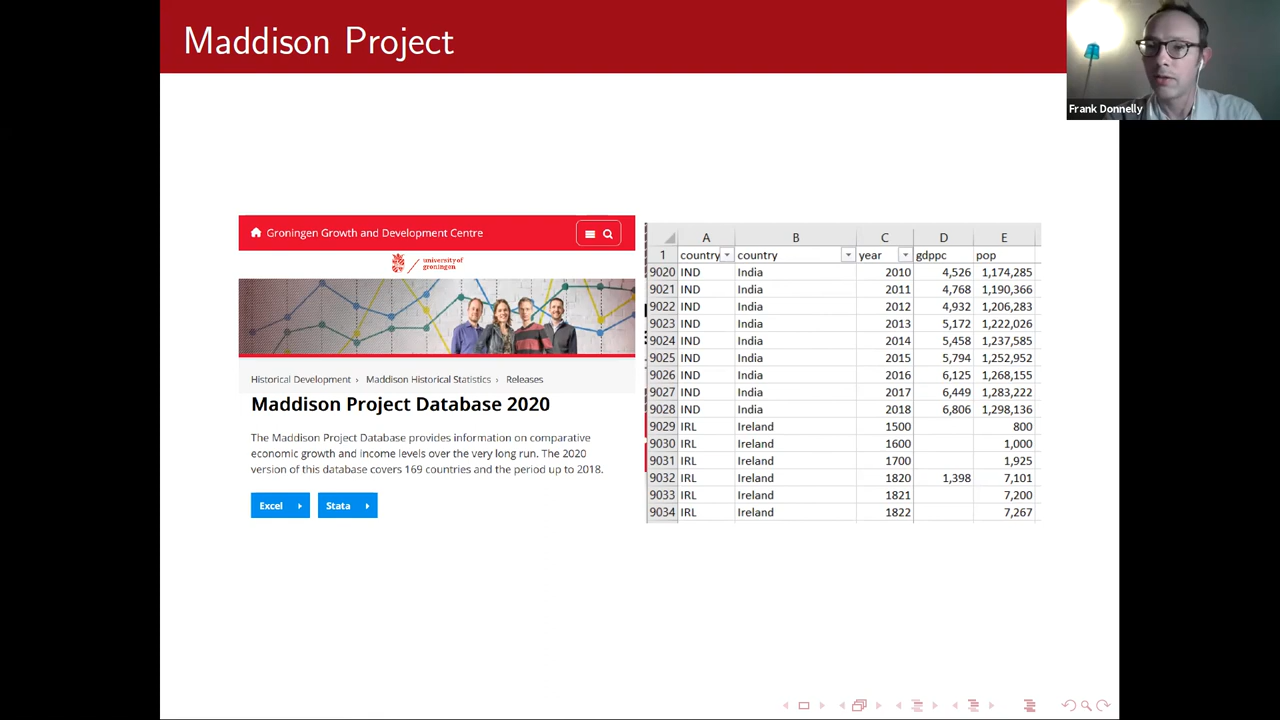 Maddison Project
Frank Donnelly
Groningen Growth and Development Centre
university of
groningen
Historical Development › Maddison Historical Statistics › Releases
Maddison Project Database 2020
The Maddison Project Database provides information on comparative
economic growth and income levels over the very long run. The 2020
version of this database covers 169 countries and the period up to 2018.
Excel
Stata
A B C D E
1 country country year gdppc pop
9020 IND India 2010 4,526 1,174,285
9021 IND India 2011 4,768 1,190,366
9022 IND India 2012 4,932 1,206,283
9023 IND India 2013 5,172 1,222,026
9024 IND India 2014 5,458 1,237,585
9025 IND India 2015 5,794 1,252,952
9026 IND India 2016 6,125 1,268,155
9027 IND India 2017 6,449 1,283,222
9028 IND India 2018 6,806 1,298,136
9029 IRL Ireland 1500 800
9030 IRL Ireland 1600 1,000
9031 IRL Ireland 1700 1,925
9032 IRL Ireland 1820 1,398 7,101
9033 IRL Ireland 1821 7,200
9034 IRL Ireland 1822 7,267